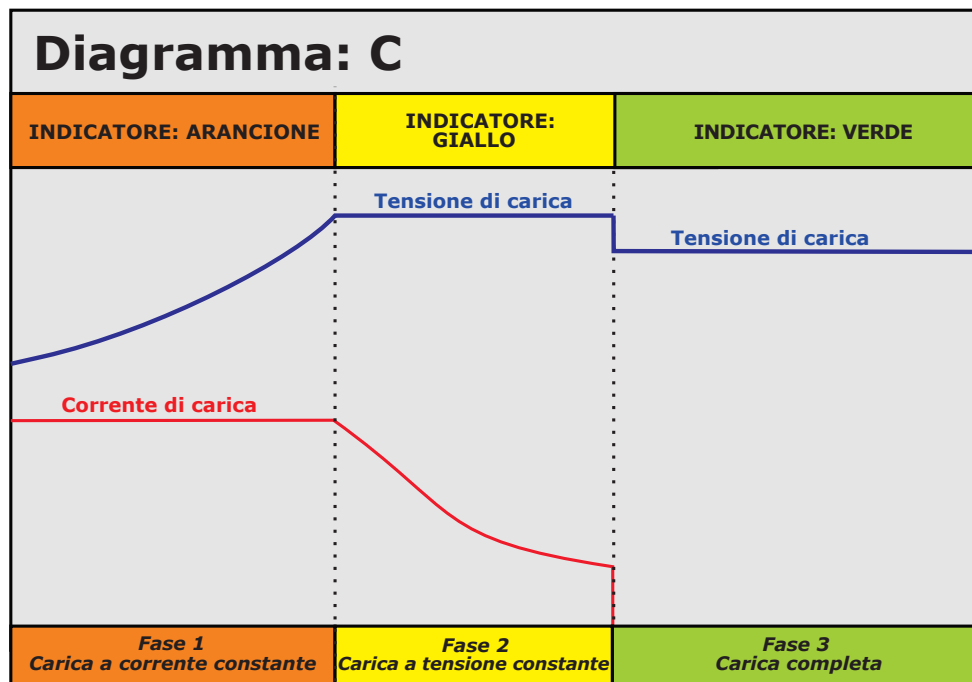 Diagramma: C
INDICATORE: ARANCIONE
INDICATORE:
GIALLO
INDICATORE: VERDE
Tensione di carica
Tensione di carica
Corrente di carica
Fase 1
Carica a corrente constante
Fase 2
Carica a tensione constante
Fase 3
Carica completa